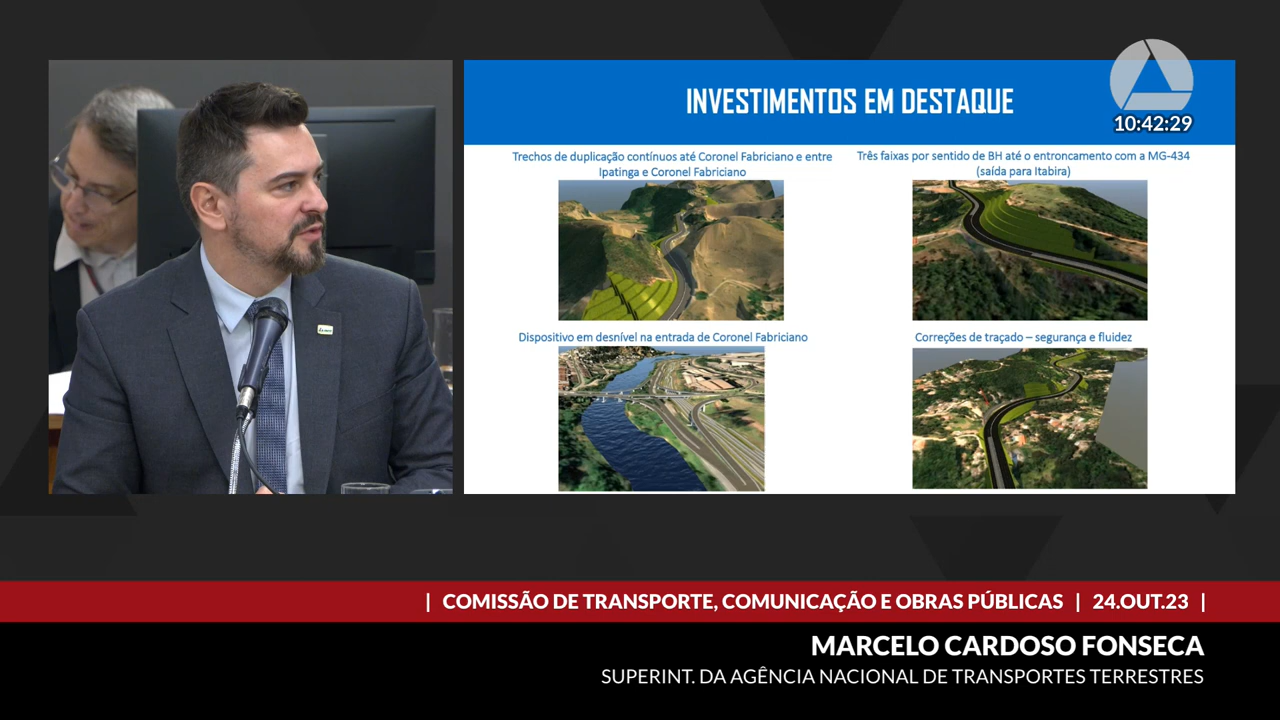 INVESTIMENTOS EM DESTAQUE
10:42:29
Trechos de duplicação contínuos até Coronel Fabriciano e entre
Ipatinga e Coronel Fabriciano
Três faixas por sentido de BH até o entroncamento com a MG-434
(saída para Itabira)
Dispositivo em desnível na entrada de Coronel Fabriciano
Correções de traçado – segurança e fluidez
| COMISSÃO DE TRANSPORTE, COMUNICAÇÃO E OBRAS PÚBLICAS | 24.OUT.23 |
MARCELO CARDOSO FONSECA
SUPERINT. DA AGÊNCIA NACIONAL DE TRANSPORTES TERRESTRES